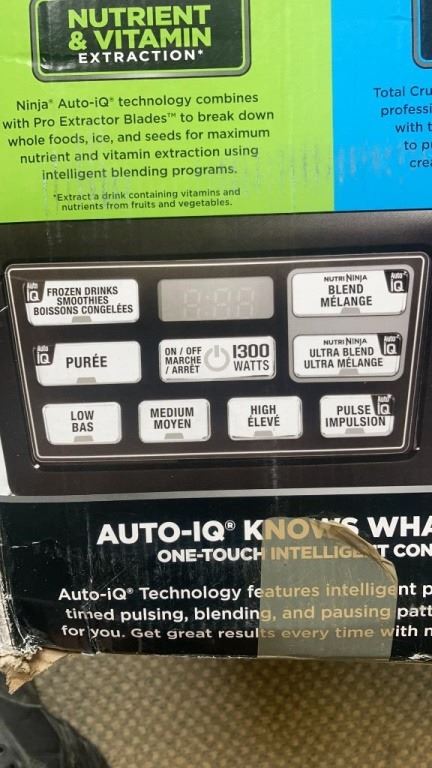 NUTRIENT
& VITAMIN
EXTRACTION*
Ninja® Auto-iQ® technology combines
with Pro Extractor Blades™ to break down
whole foods, ice, and seeds for maximum
nutrient and vitamin extraction using
intelligent blending programs.
*Extract a drink containing vitamins and
nutrients from fruits and vegetables.
Total Cru
professi
with t
to p
crea
Auto iQ
FROZEN DRINKS
SMOOTHIES
BOISSONS CONGELÉES
NUTRI NINJA Auto iQ
BLEND
MÉLANGE
Auto iQ
PURÉE
ON / OFF
MARCHE
/ ARRÊT
1300
WATTS
NUTRI NINJA Auto iQ
ULTRA BLEND
ULTRA MÉLANGE
LOW
BAS
MEDIUM
MOYEN
HIGH
ÉLEVÉ
Auto iQ
PULSE
IMPULSION
AUTO-IQ® KNOWS WHA
ONE-TOUCH INTELLIGENT CON
Auto-iQ® Technology features intelligent p
timed pulsing, blending, and pausing patt
for you. Get great results every time with n